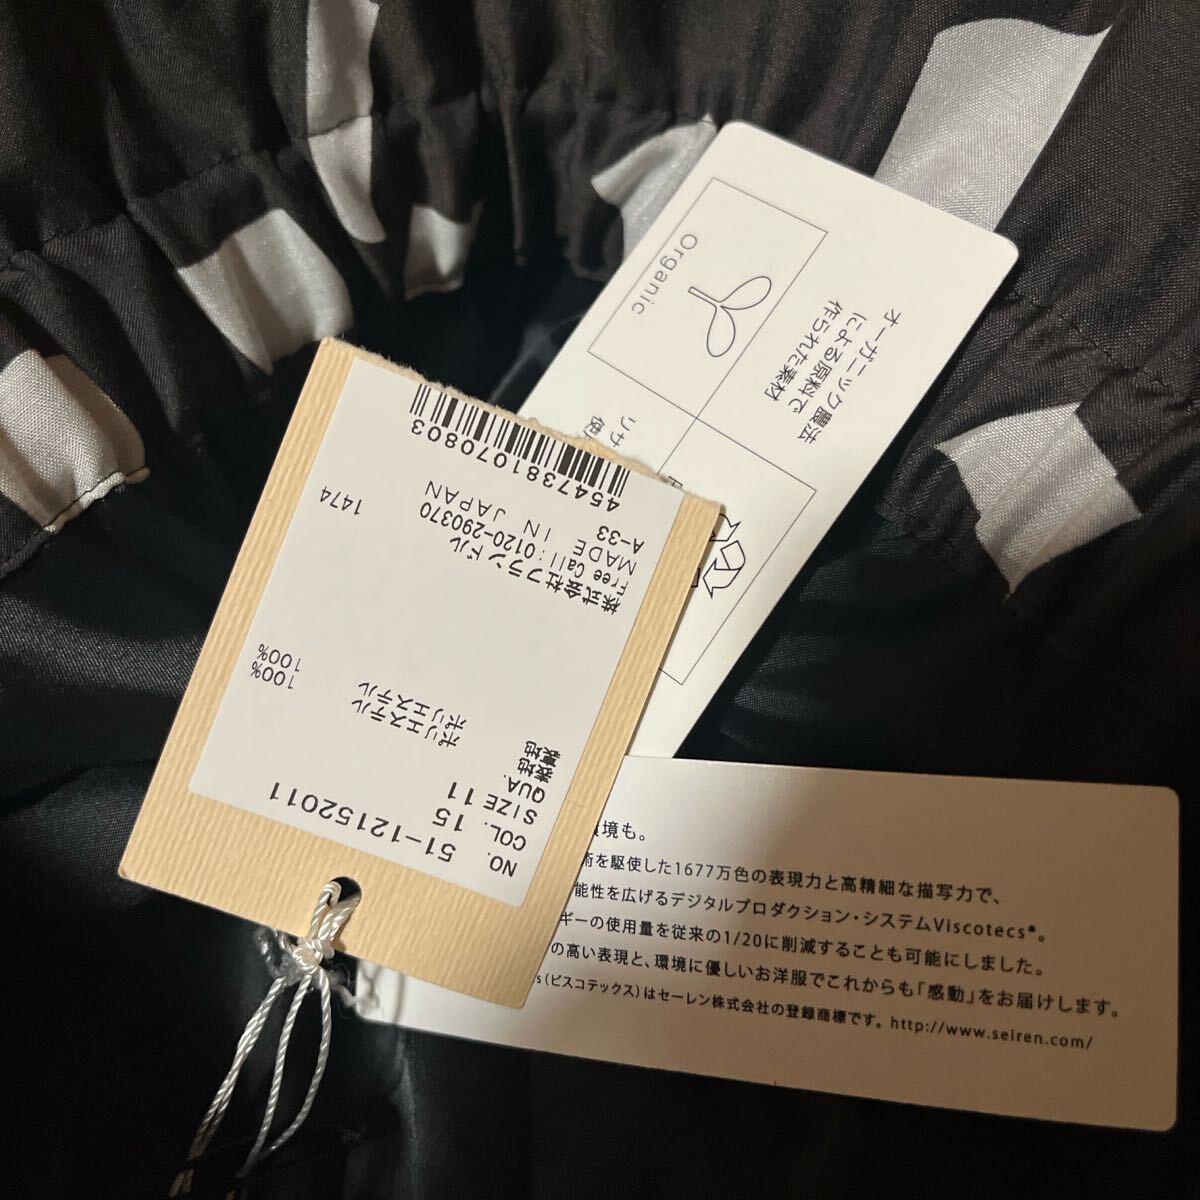 NO. 51-12152011
COL. 15
SIZE 11
QUA.
表地 ポリエステル 100%
裏地 ポリエステル 100%
株式会社フランドル
Free Call:0120-290370
MADE IN JAPAN
A-33 1474
4547381070803
Organic
オーガニック農法
による原料で
作られた素材
リサ
使
境も。
術を駆使した1677万色の表現力と高精細な描写力で、
能性を広げるデジタルプロダクション・システムViscotecs®。
ギーの使用量を従来の1/20に削減することも可能にしました。
の高い表現と、環境に優しいお洋服でこれからも「感動」をお届けします。
s(ビスコテックス)はセーレン株式会社の登録商標です。http://www.seiren.com/